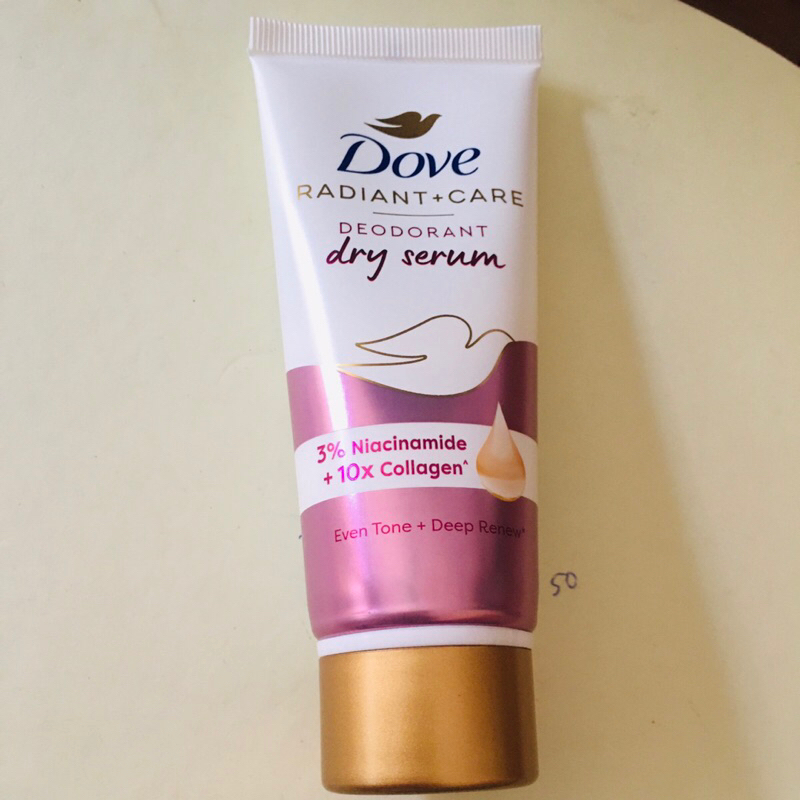 Dove
RADIANT+CARE
DEODORANT
dry serum
3% Niacinamide
+ 10x Collagen^
Even Tone + Deep Renew*
50